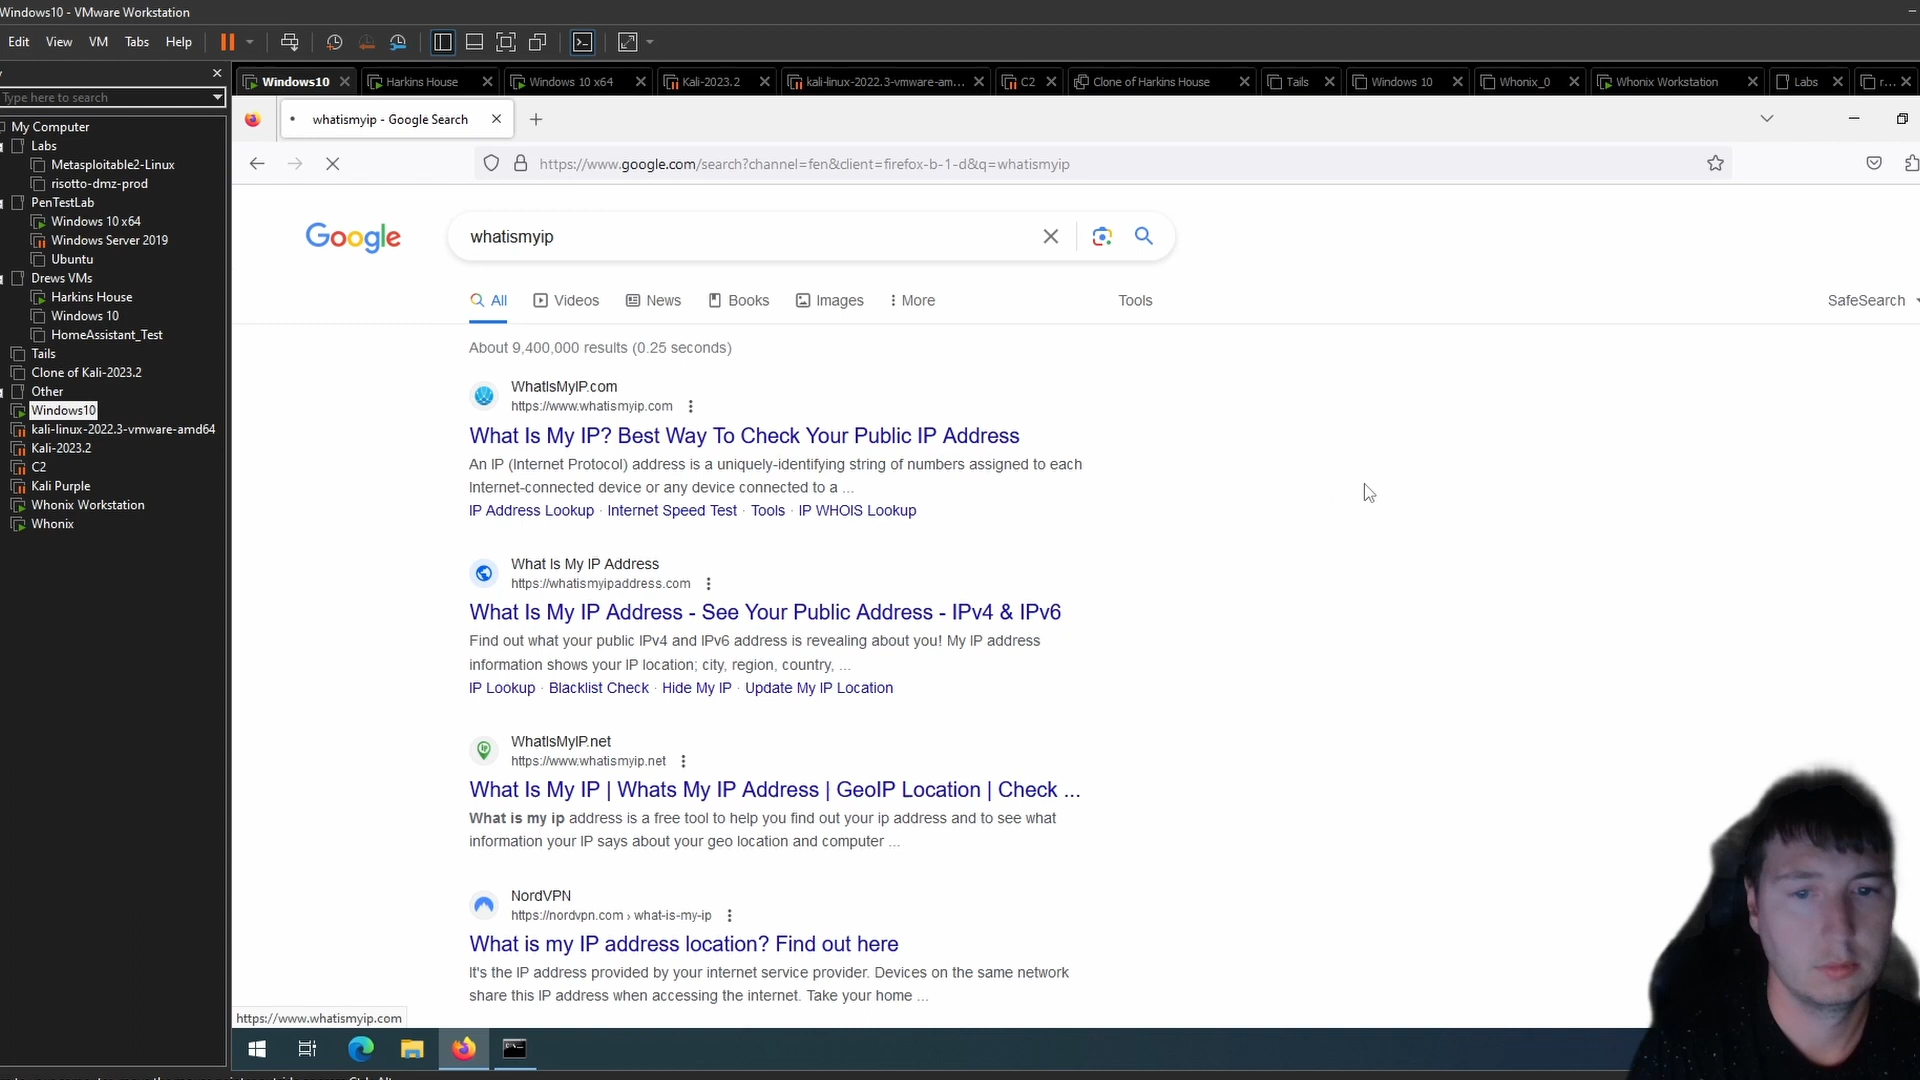 Windows10 - VMware Workstation
Edit View VM Tabs Help
Type here to search
My Computer
Labs
Metasploitable2-Linux
risotto-dmz-prod
PenTestLab
Windows 10 x64
Windows Server 2019
Ubuntu
Drews VMs
Harkins House
Windows 10
HomeAssistant_Test
Tails
Clone of Kali-2023.2
Other
Windows10
kali-linux-2022.3-vmware-amd64
Kali-2023.2
C2
Kali Purple
Whonix Workstation
Whonix
Windows10 Harkins House Windows 10 x64 Kali-2023.2 kali-linux-2022.3-vmware-am... C2 Clone of Harkins House Tails Windows 10 Whonix_0 Whonix Workstation Labs r...
whatismyip - Google Search
https://www.google.com/search?channel=fen&client=firefox-b-1-d&q=whatismyip
Google
whatismyip
All Videos News Books Images More Tools SafeSearch
About 9,400,000 results (0.25 seconds)
WhatIsMyIP.com
https://www.whatismyip.com
What Is My IP? Best Way To Check Your Public IP Address
An IP (Internet Protocol) address is a uniquely-identifying string of numbers assigned to each
Internet-connected device or any device connected to a ...
IP Address Lookup · Internet Speed Test · Tools · IP WHOIS Lookup
What Is My IP Address
https://whatismyipaddress.com
What Is My IP Address - See Your Public Address - IPv4 & IPv6
Find out what your public IPv4 and IPv6 address is revealing about you! My IP address
information shows your IP location; city, region, country, ...
IP Lookup · Blacklist Check · Hide My IP · Update My IP Location
WhatIsMyIP.net
https://www.whatismyip.net
What Is My IP | Whats My IP Address | GeoIP Location | Check ...
What is my ip address is a free tool to help you find out your ip address and to see what
information your IP says about your geo location and computer ...
NordVPN
https://nordvpn.com › what-is-my-ip
What is my IP address location? Find out here
It's the IP address provided by your internet service provider. Devices on the same network
share this IP address when accessing the internet. Take your home ...
https://www.whatismyip.com